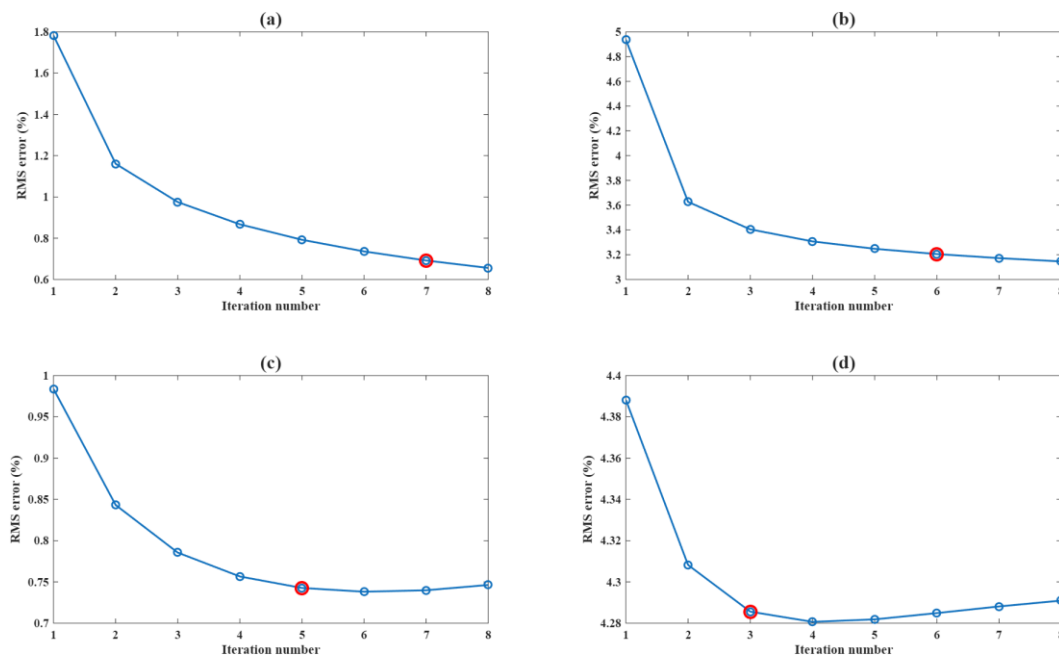 (a)
RMS error (%)
1.8
1.6
1.4
1.2
1
0.8
0.6
1 2 3 4 5 6 7 8
Iteration number
(b)
RMS error (%)
5
4.8
4.6
4.4
4.2
4
3.8
3.6
3.4
3.2
3
1 2 3 4 5 6 7 8
Iteration number
(c)
RMS error (%)
1
0.95
0.9
0.85
0.8
0.75
0.7
1 2 3 4 5 6 7 8
Iteration number
(d)
RMS error (%)
4.4
4.38
4.36
4.34
4.32
4.3
4.28
1 2 3 4 5 6 7 8
Iteration number